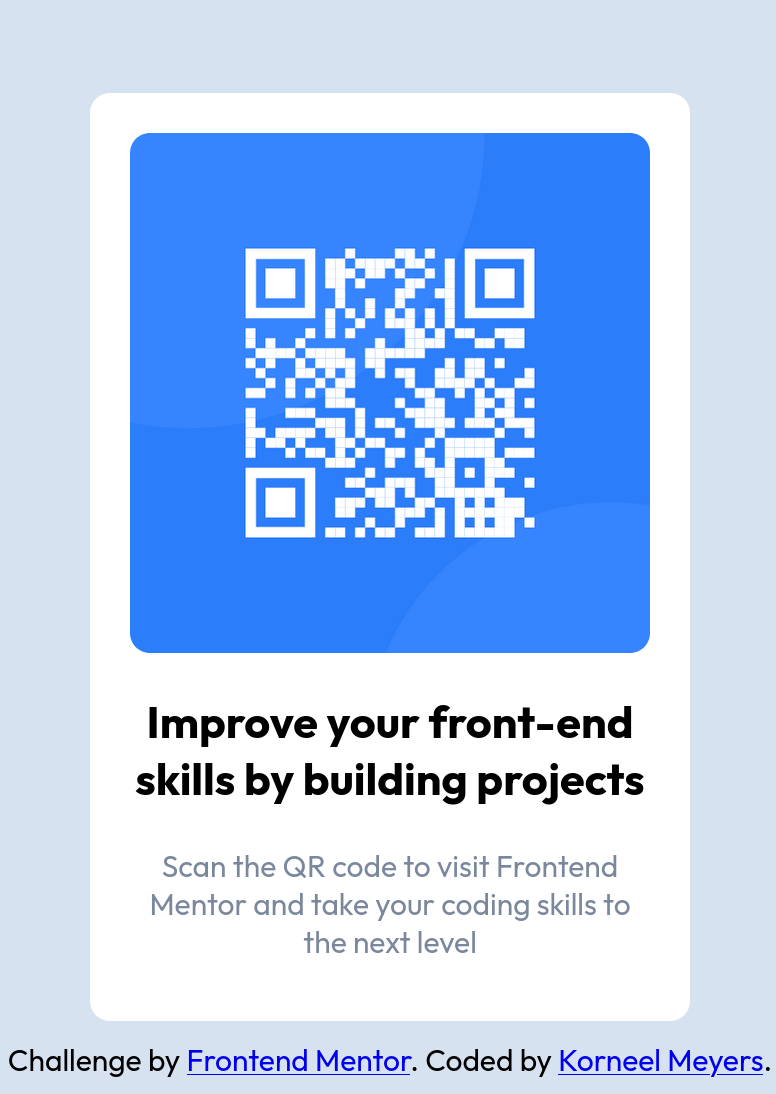 Improve your front-end
skills by building projects
Scan the QR code to visit Frontend
Mentor and take your coding skills to
the next level
Challenge by Frontend Mentor. Coded by Korneel Meyers.